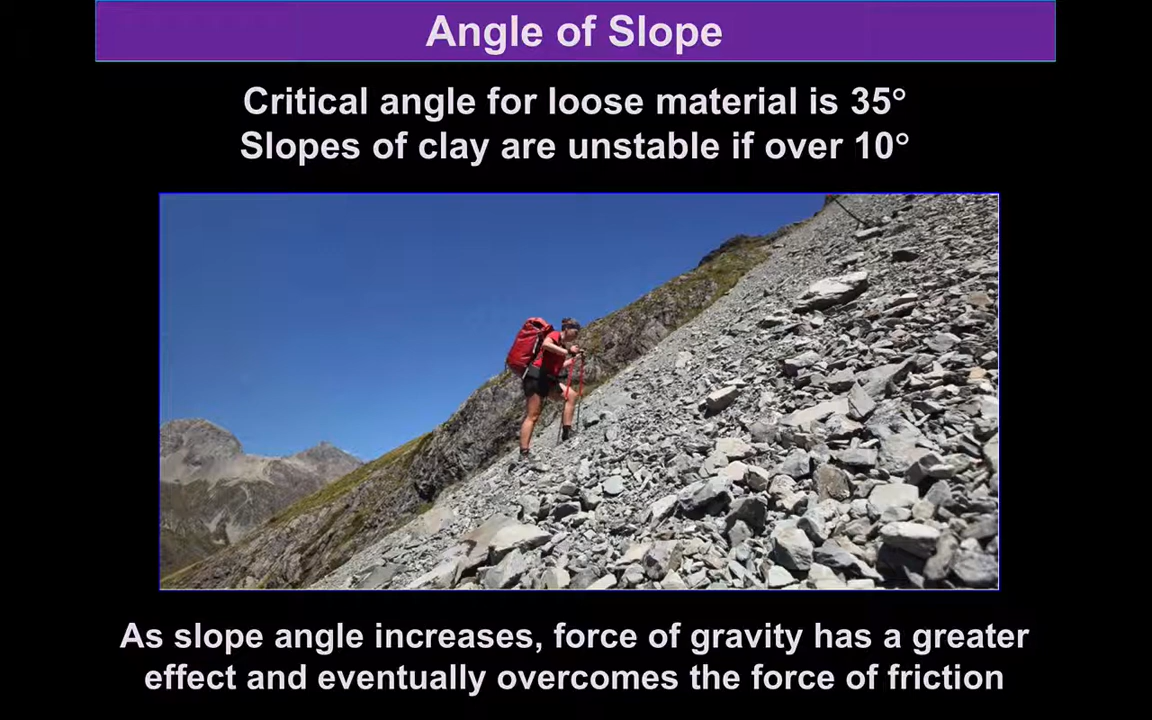 Angle of Slope
Critical angle for loose material is 35°
Slopes of clay are unstable if over 10°
As slope angle increases, force of gravity has a greater
effect and eventually overcomes the force of friction